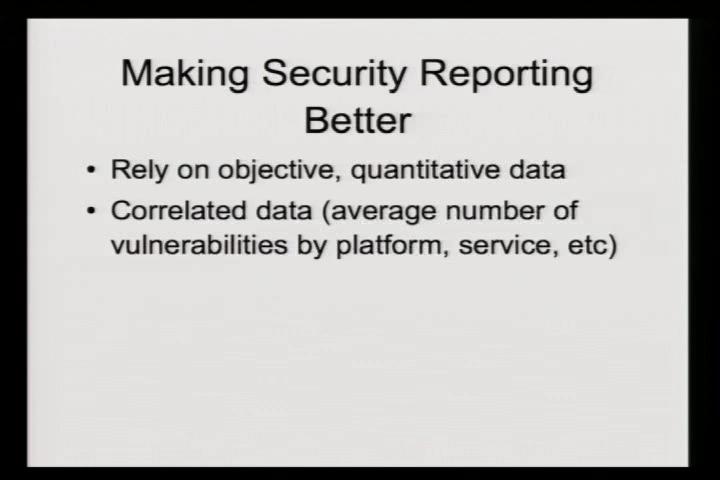 Making Security Reporting
Better
• Rely on objective, quantitative data
• Correlated data (average number of
vulnerabilities by platform, service, etc)